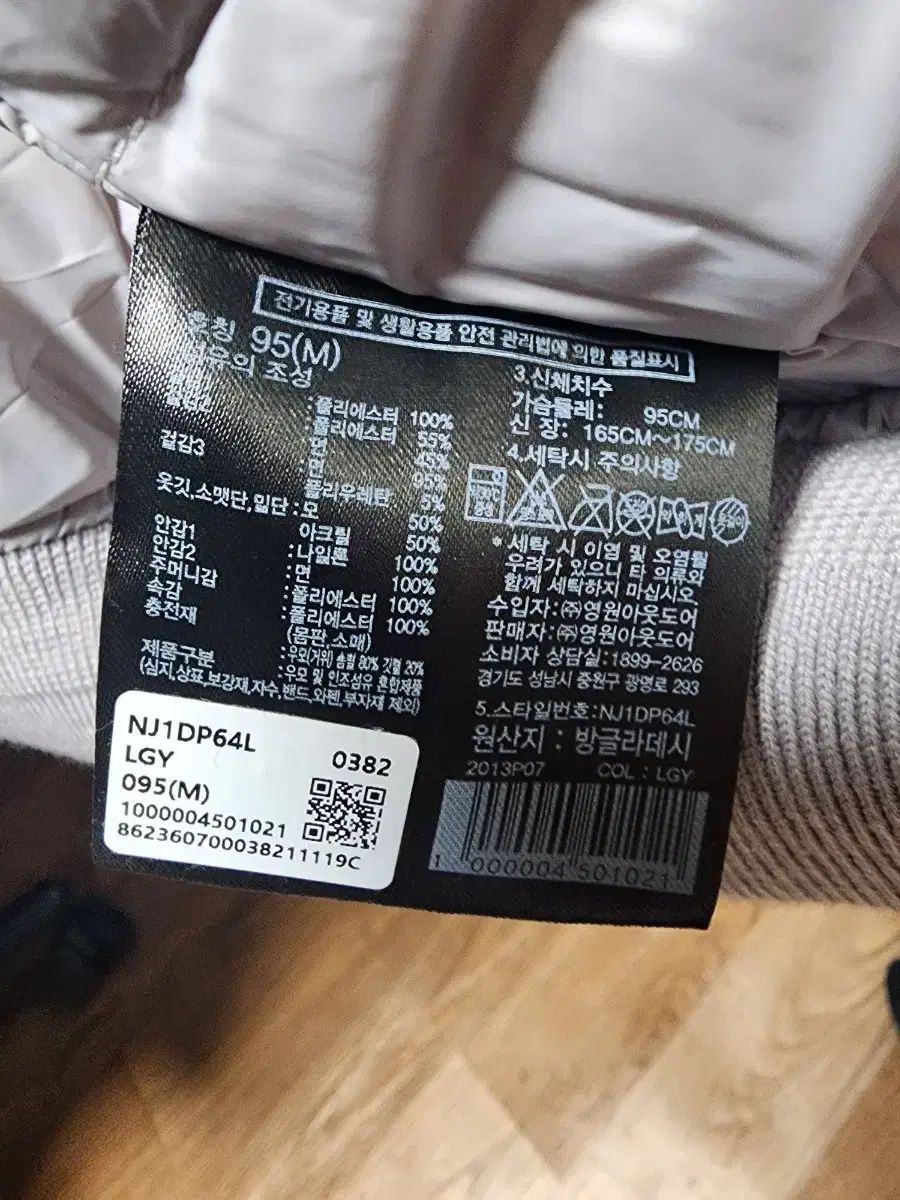 전기용품 및 생활용품 안전 관리법에 의한 품질표시
호칭 95(M)
섬유의 조성
:폴리에스터 100%
겉감2 :폴리에스터 55%
면 45%
겉감3 :면 95%
폴리우레탄 5%
옷깃,소맷단,밑단 :모 50%
아크릴 50%
안감1 :나일론 100%
안감2 :면 100%
주머니감 :폴리에스터 100%
속감 :폴리에스터 100%
충전재 (몸판,소매)
:우모(거위) 솜털 80% 깃털 20%
제품구분 :우모 및 인조섬유 혼합제품
(심지,상표,보강재,자수,밴드,와펜,부자재 제외)
3.신체치수
가슴둘레: 95CM
신 장: 165CM~175CM
4.세탁시 주의사항
* 세탁 시 이염 및 오염될
우려가 있으니 타 의류와
함께 세탁하지 마십시오
수입자:㈜영원아웃도어
판매자:㈜영원아웃도어
소비자 상담실:1899-2626
경기도 성남시 중원구 광명로 293
5.스타일번호:NJ1DP64L
원산지 : 방글라데시
2013P07 COL : LGY
1 000004 501021
NJ1DP64L 0382
LGY
095(M)
1000004501021
862360700038211119C